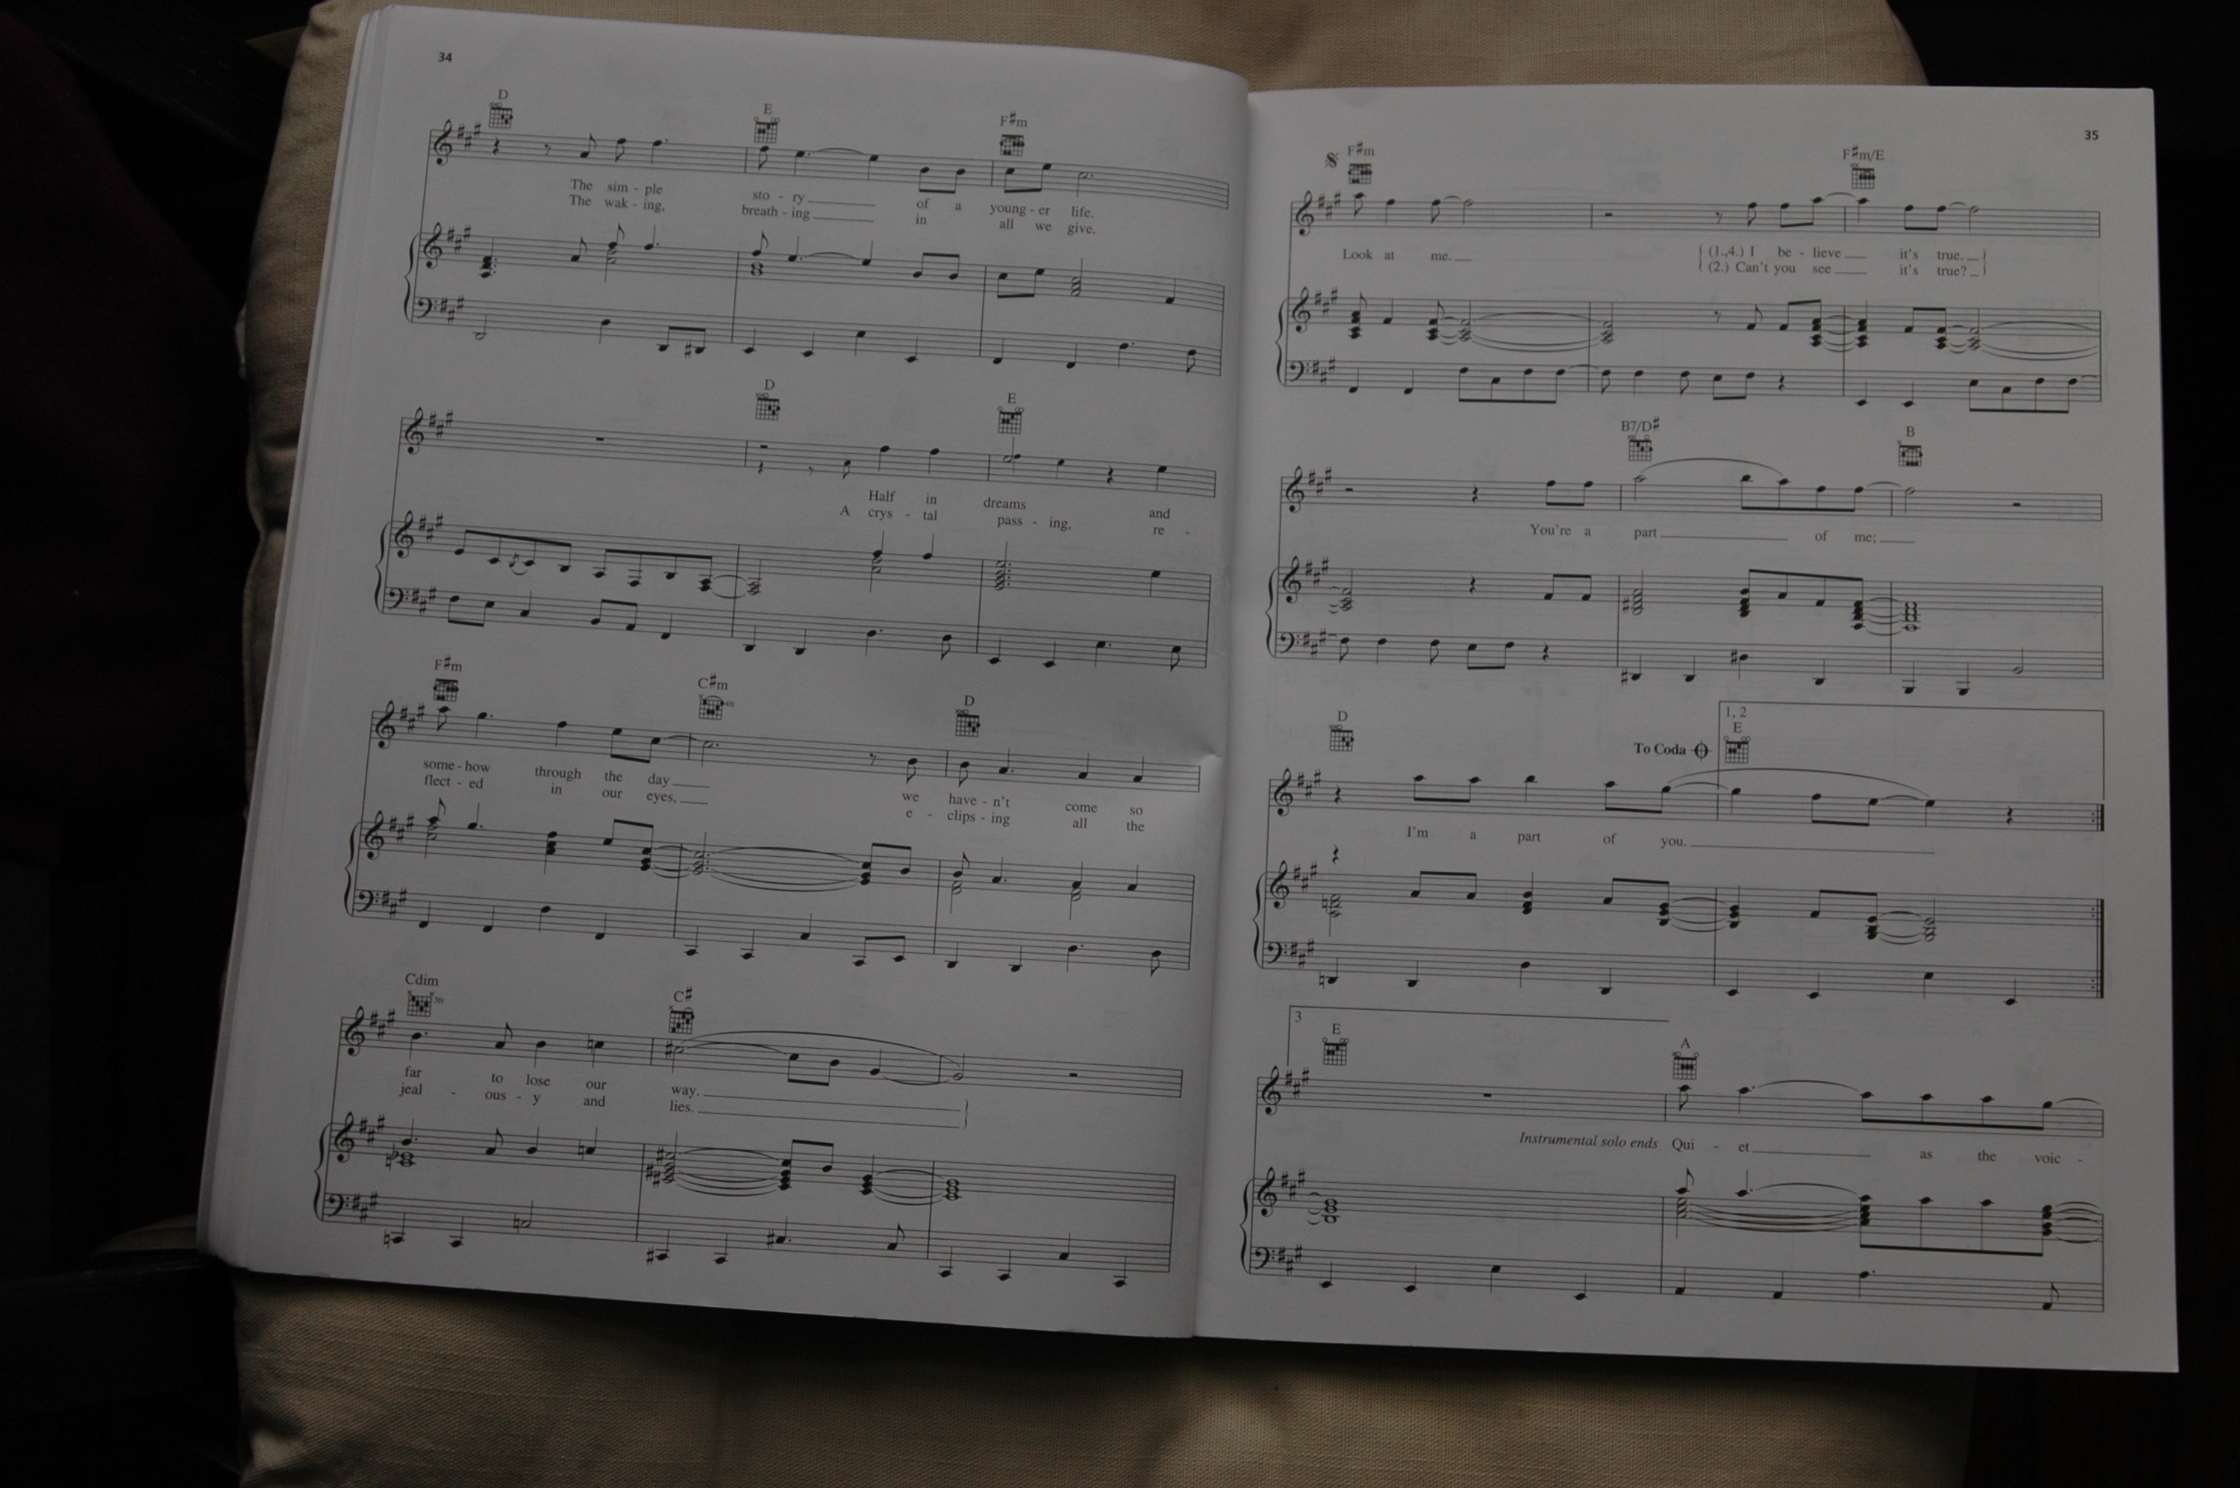 34
D E F#m
The sim - ple sto - ry of a young - er life.
The wak - ing, breath - ing in all we give.
D E
Half in dreams and
A crys - tal pass - ing, re -
F#m C#m D
4fr
some - how through the day we have - n't come so
flect - ed in our eyes, e - clips - ing all the
Cdim C#
3fr
far to lose our way.
jeal - ous - y and lies.
35
F#m F#m/E
Look at me. (1.,4.) I be - lieve it's true.
(2.) Can't you see it's true?
B7/D# B
You're a part of me;
1, 2
D To Coda E
I'm a part of you.
3
E A
Instrumental solo ends Qui - et as the voic -